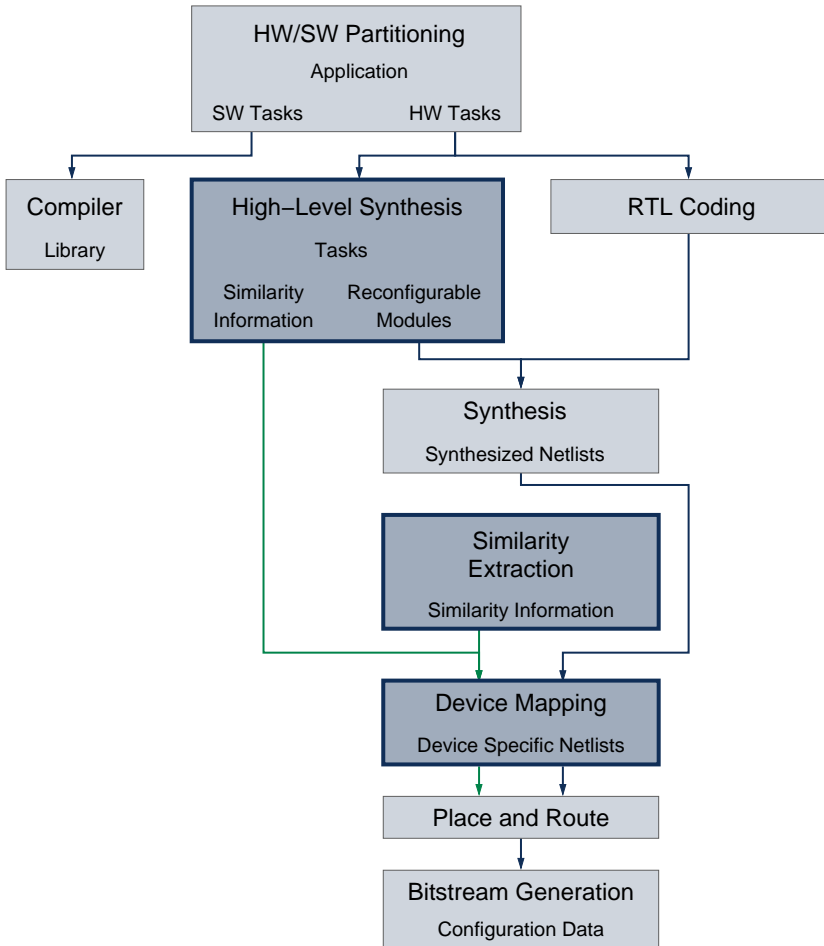 HW/SW Partitioning
Application
SW Tasks HW Tasks
Compiler
Library
High–Level Synthesis
Tasks
Similarity Information
Reconfigurable Modules
RTL Coding
Synthesis
Synthesized Netlists
Similarity
Extraction
Similarity Information
Device Mapping
Device Specific Netlists
Place and Route
Bitstream Generation
Configuration Data